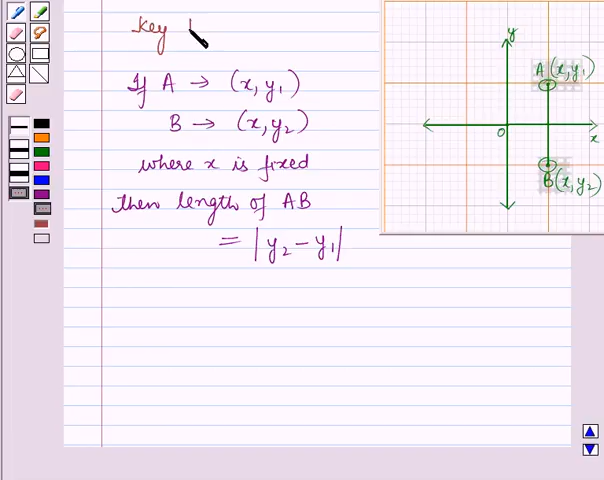 Key
If A → (x, y₁)
B → (x, y₂)
where x is fixed
then length of AB
= |y₂ - y₁|
y
A (x, y₁)
O
x
B (x, y₂)